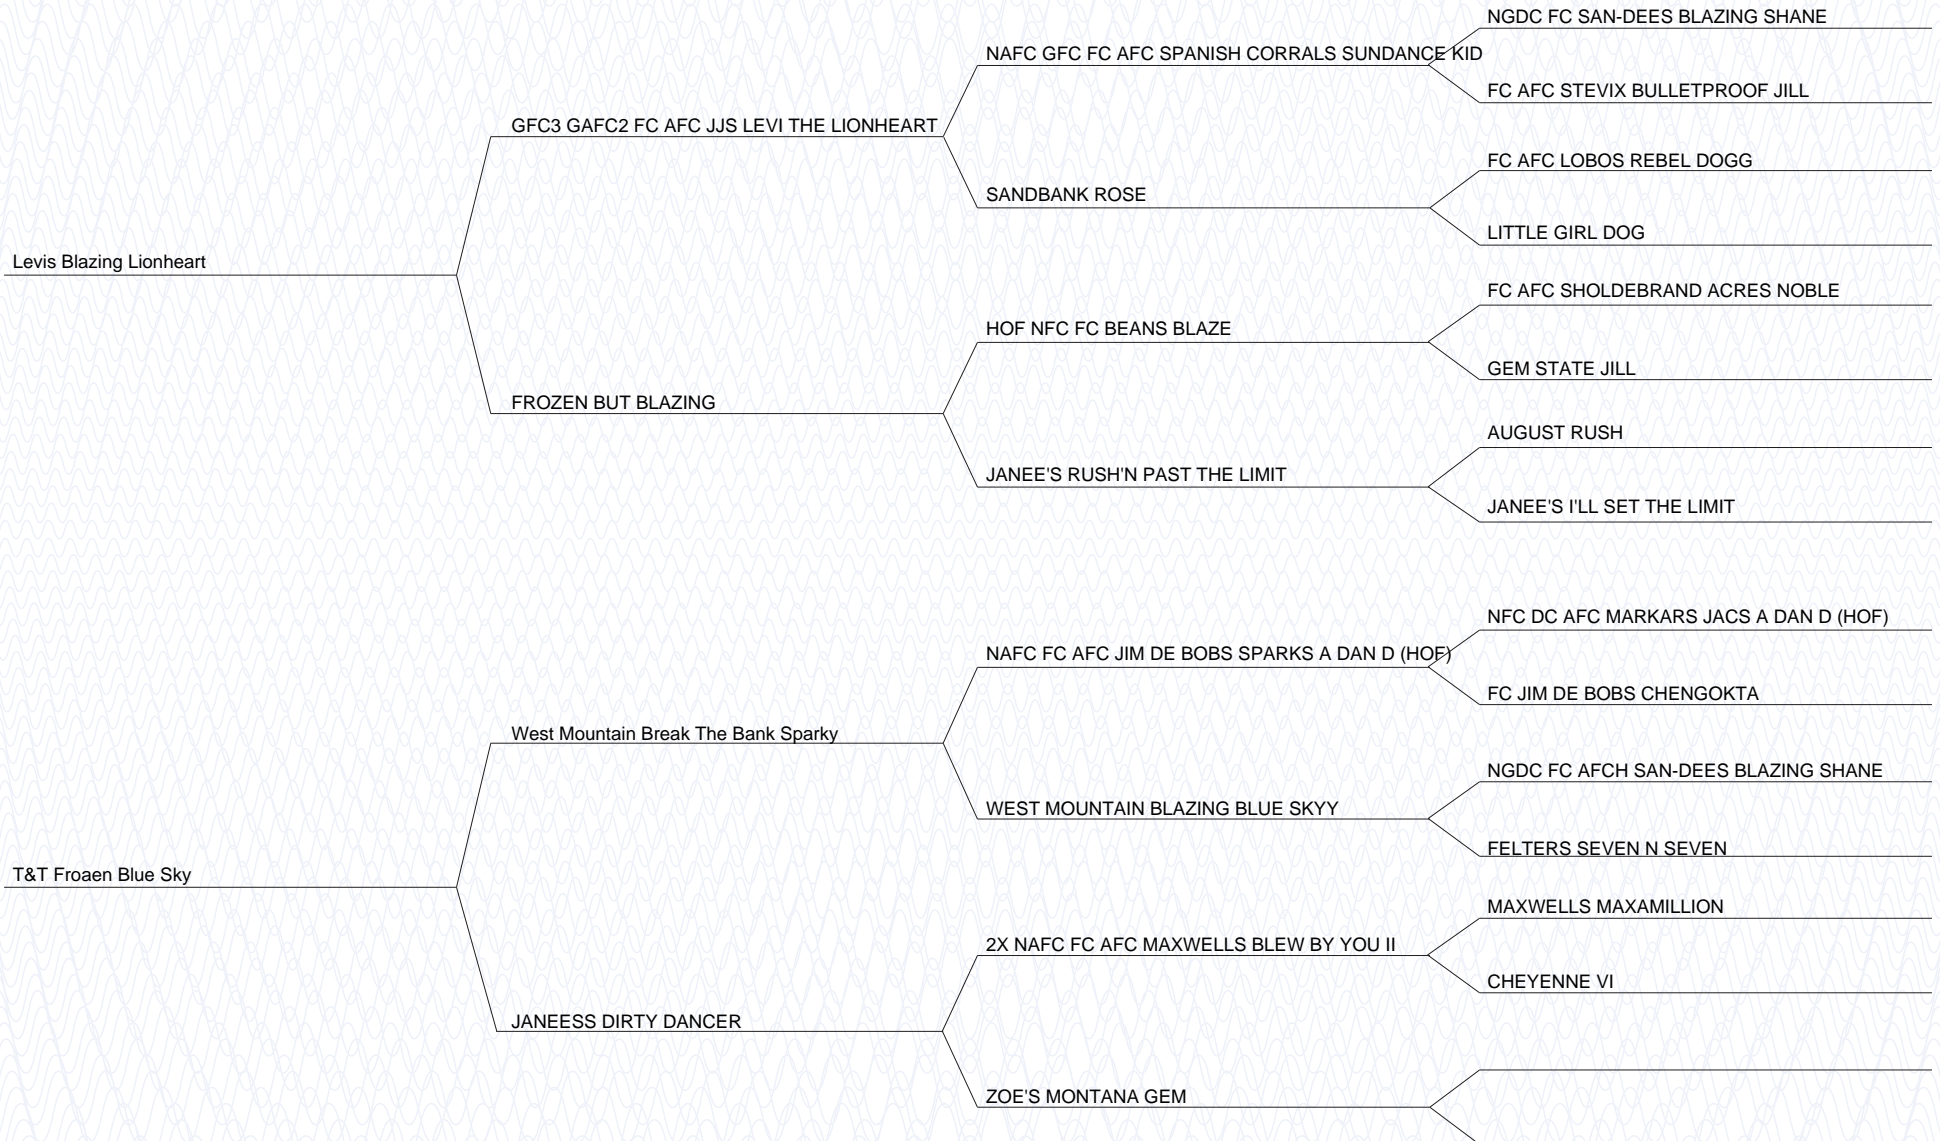 NGDC FC SAN-DEES BLAZING SHANE
NAFC GFC FC AFC SPANISH CORRALS SUNDANCE KID
FC AFC STEVIX BULLETPROOF JILL
GFC3 GAFC2 FC AFC JJS LEVI THE LIONHEART
FC AFC LOBOS REBEL DOGG
SANDBANK ROSE
LITTLE GIRL DOG
Levis Blazing Lionheart
FC AFC SHOLDEBRAND ACRES NOBLE
HOF NFC FC BEANS BLAZE
GEM STATE JILL
FROZEN BUT BLAZING
AUGUST RUSH
JANEE'S RUSH'N PAST THE LIMIT
JANEE'S I'LL SET THE LIMIT
NFC DC AFC MARKARS JACS A DAN D (HOF)
NAFC FC AFC JIM DE BOBS SPARKS A DAN D (HOF)
FC JIM DE BOBS CHENGOKTA
West Mountain Break The Bank Sparky
NGDC FC AFCH SAN-DEES BLAZING SHANE
WEST MOUNTAIN BLAZING BLUE SKYY
FELTERS SEVEN N SEVEN
T&T Froaen Blue Sky
MAXWELLS MAXAMILLION
2X NAFC FC AFC MAXWELLS BLEW BY YOU II
CHEYENNE VI
JANEESS DIRTY DANCER
ZOE'S MONTANA GEM